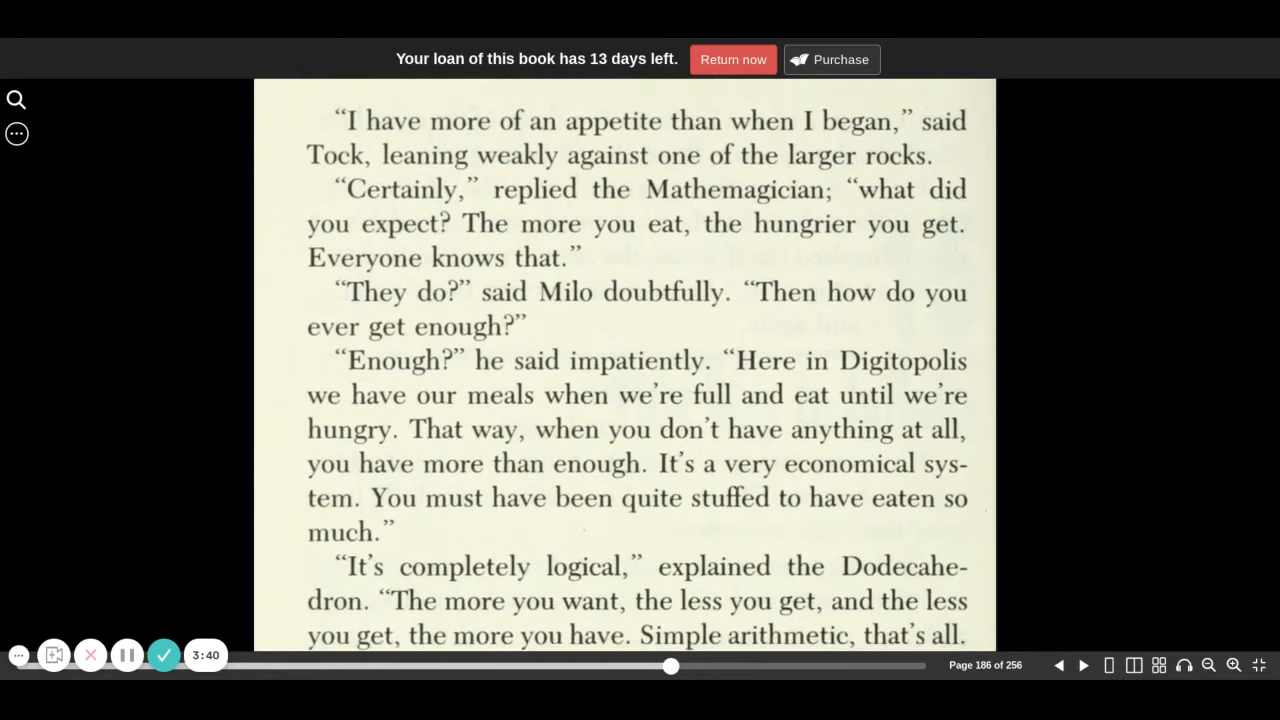 Your loan of this book has 13 days left. Return now Purchase
“I have more of an appetite than when I began,” said
Tock, leaning weakly against one of the larger rocks.
“Certainly,” replied the Mathemagician; “what did
you expect? The more you eat, the hungrier you get.
Everyone knows that.”
“They do?” said Milo doubtfully. “Then how do you
ever get enough?”
“Enough?” he said impatiently. “Here in Digitopolis
we have our meals when we’re full and eat until we’re
hungry. That way, when you don’t have anything at all,
you have more than enough. It’s a very economical sys-
tem. You must have been quite stuffed to have eaten so
much.”
“It’s completely logical,” explained the Dodecahe-
dron. “The more you want, the less you get, and the less
you get, the more you have. Simple arithmetic, that’s all.
3:40
Page 186 of 256